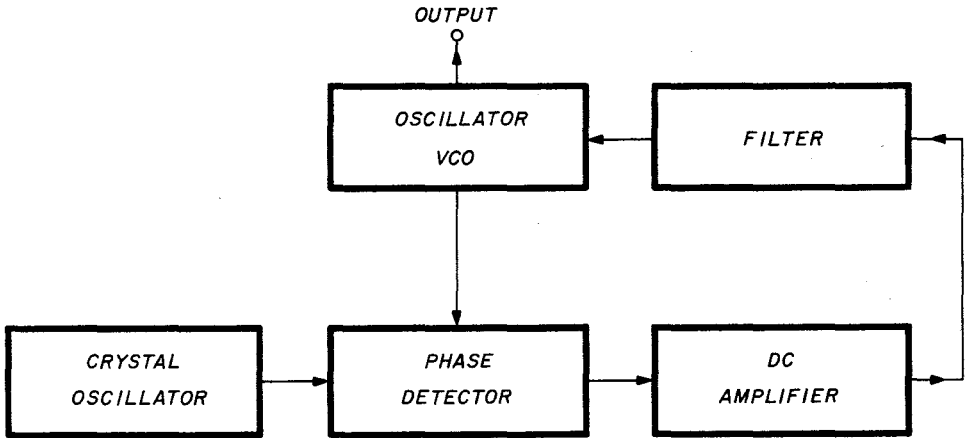 OUTPUT
OSCILLATOR
VCO
FILTER
CRYSTAL
OSCILLATOR
PHASE
DETECTOR
DC
AMPLIFIER